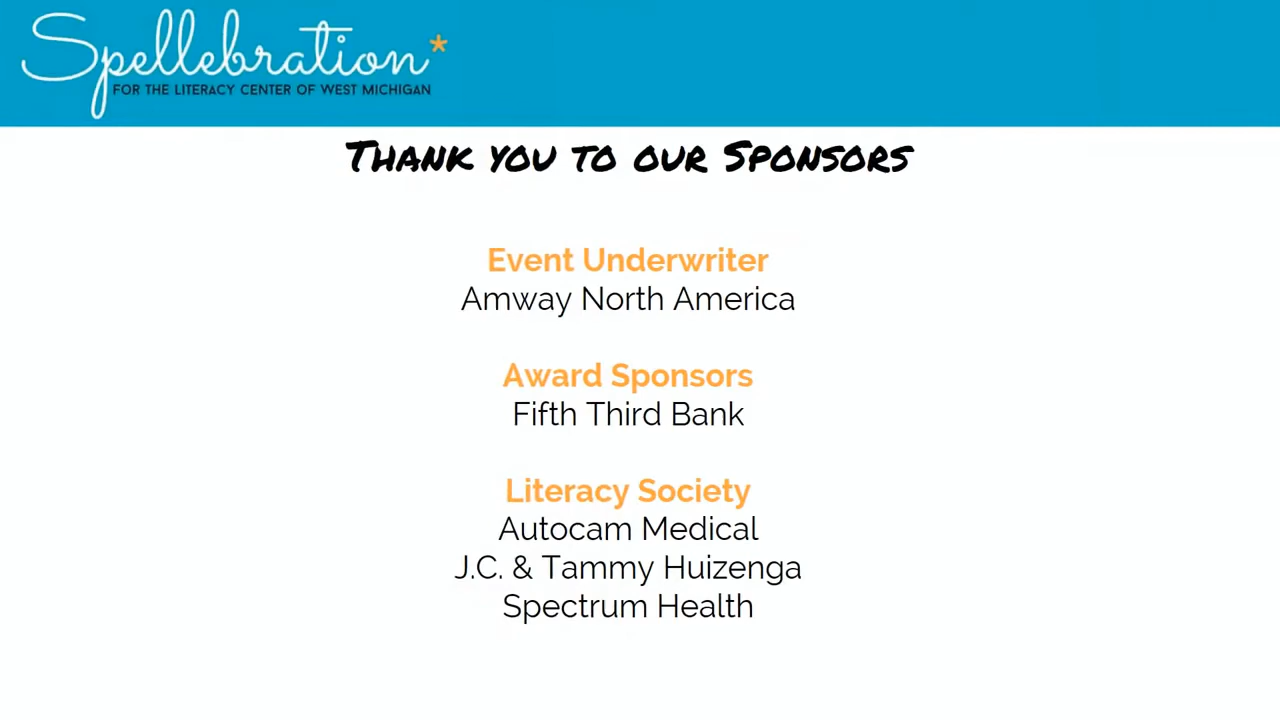 Spellebration*
FOR THE LITERACY CENTER OF WEST MICHIGAN
THANK YOU TO OUR SPONSORS
Event Underwriter
Amway North America
Award Sponsors
Fifth Third Bank
Literacy Society
Autocam Medical
J.C. & Tammy Huizenga
Spectrum Health